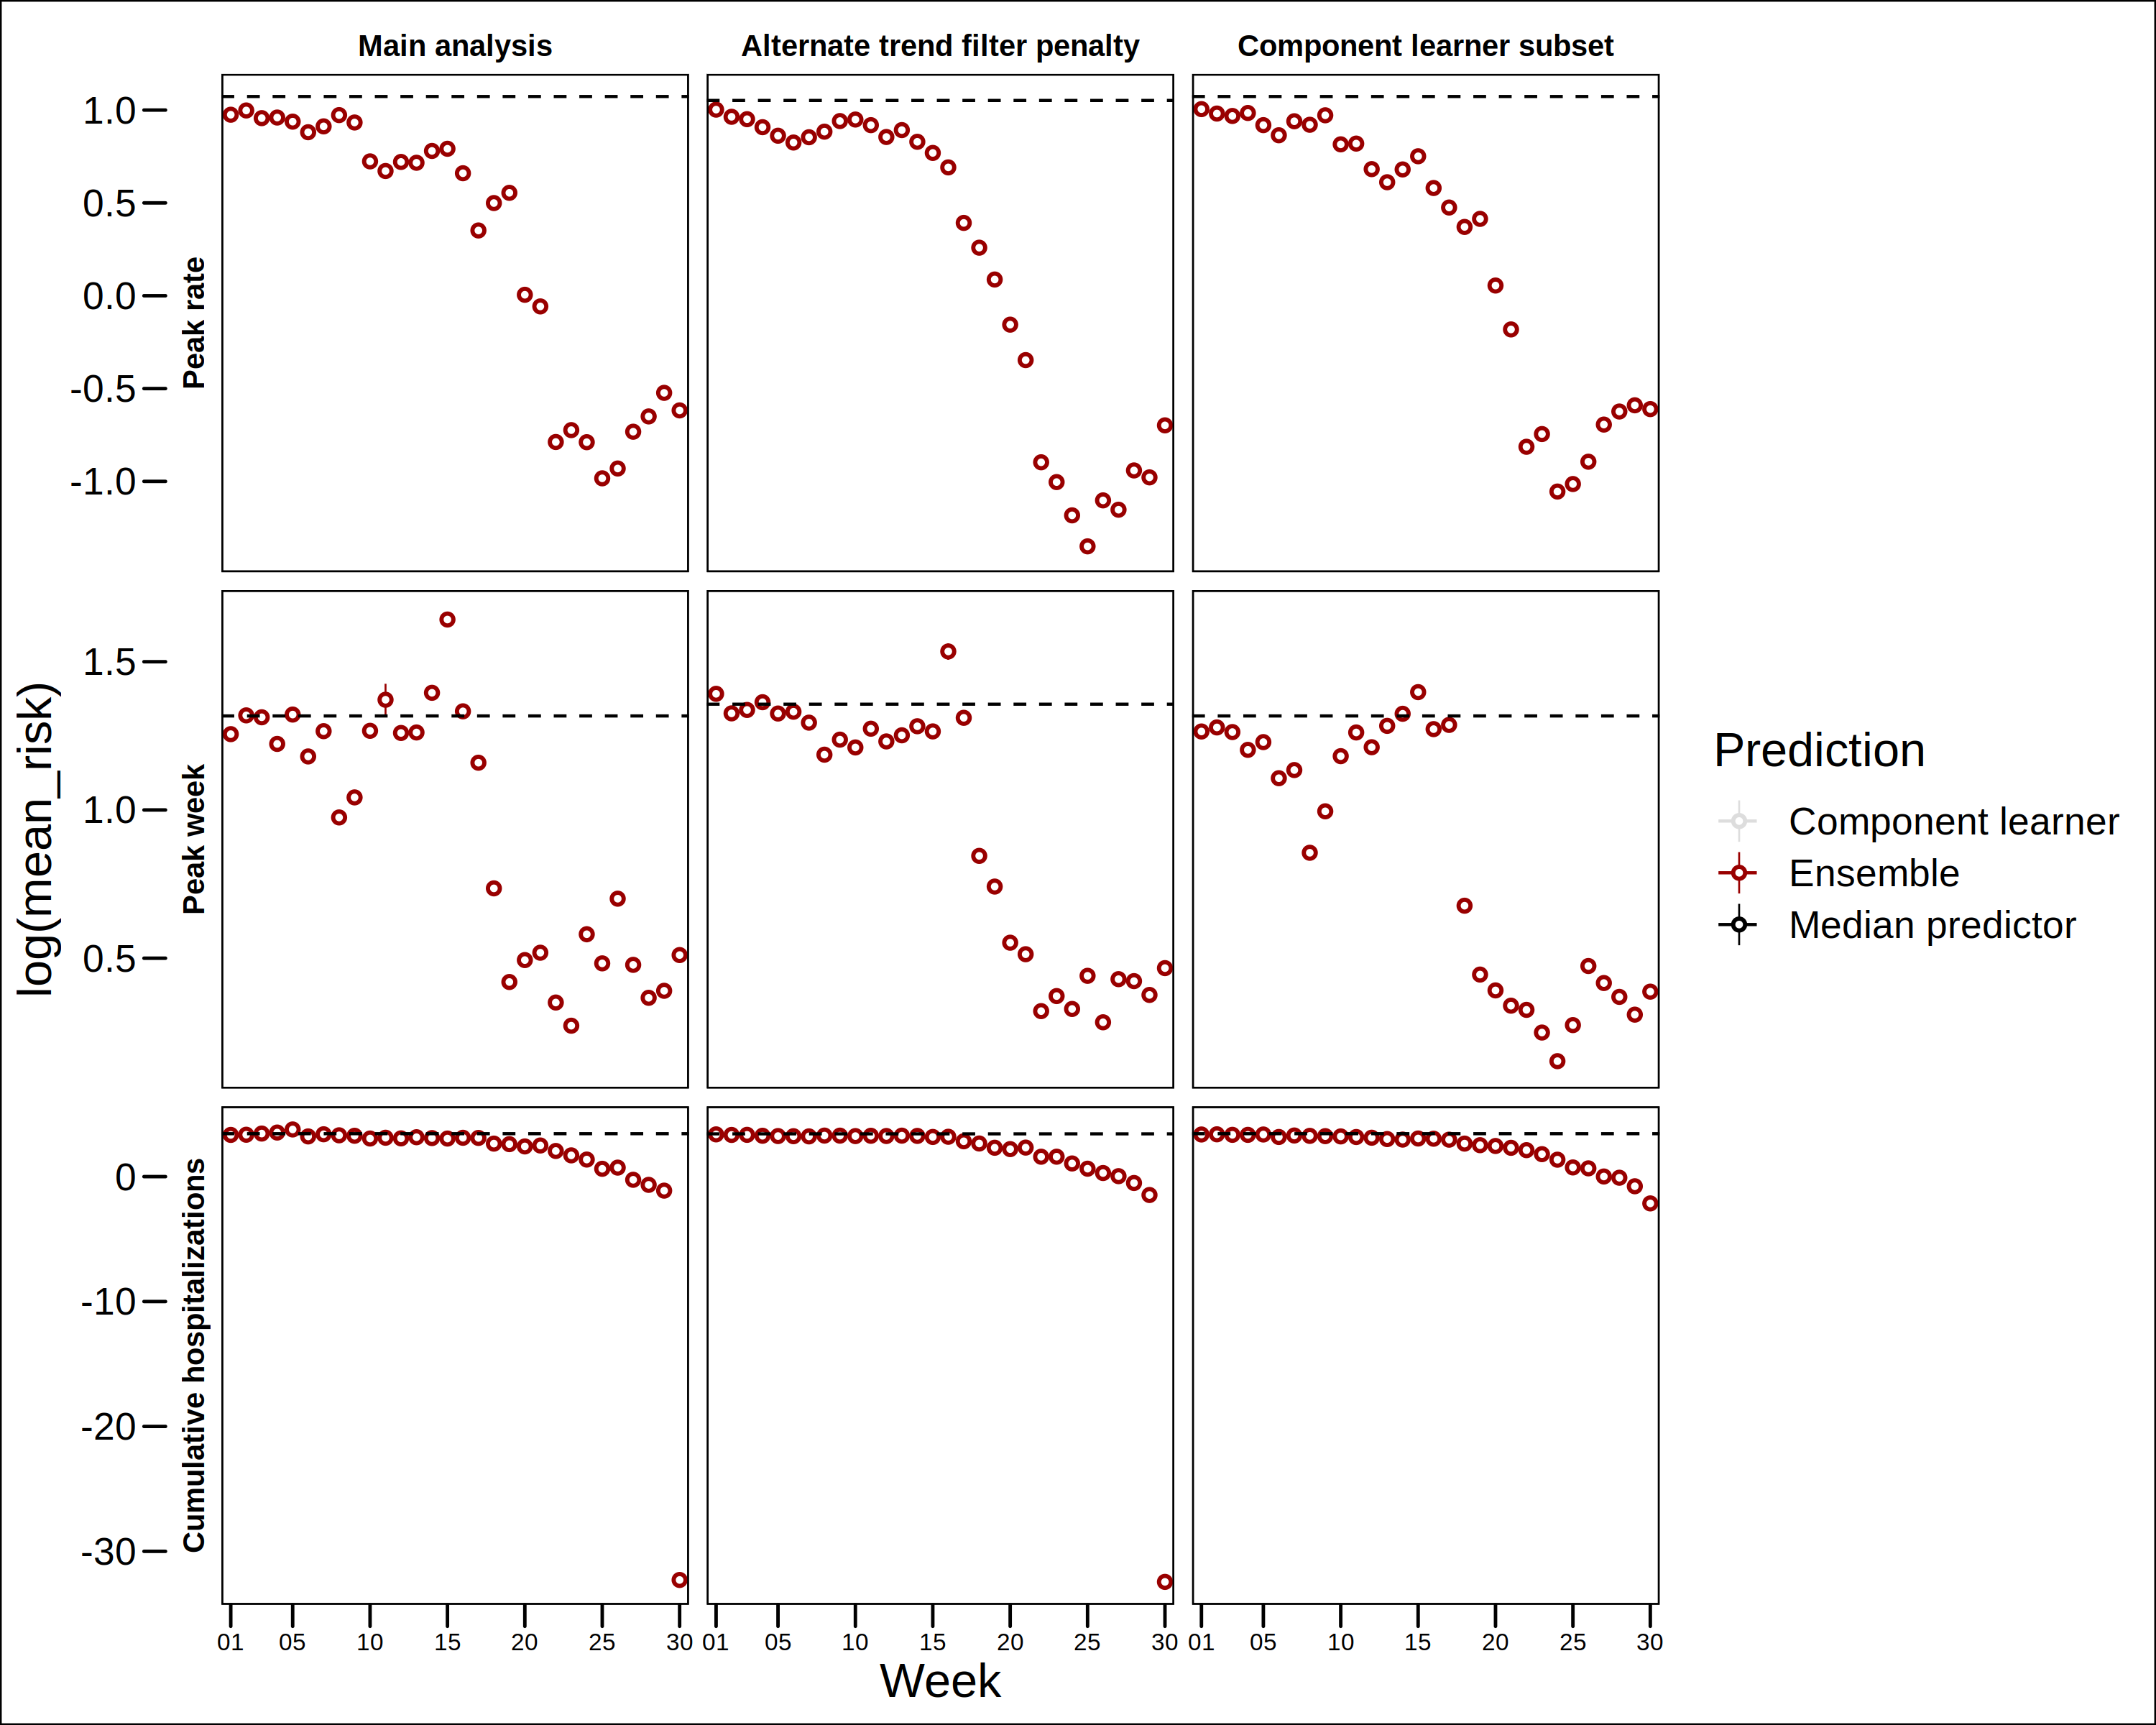 Main analysis
Alternate trend filter penalty
Component learner subset
1.0
0.5
0.0
-0.5
-1.0
Peak rate
1.5
1.0
0.5
Peak week
log(mean_risk)
0
-10
-20
-30
Cumulative hospitalizations
01 05 10 15 20 25 30
01 05 10 15 20 25 30
01 05 10 15 20 25 30
Week
Prediction
Component learner
Ensemble
Median predictor